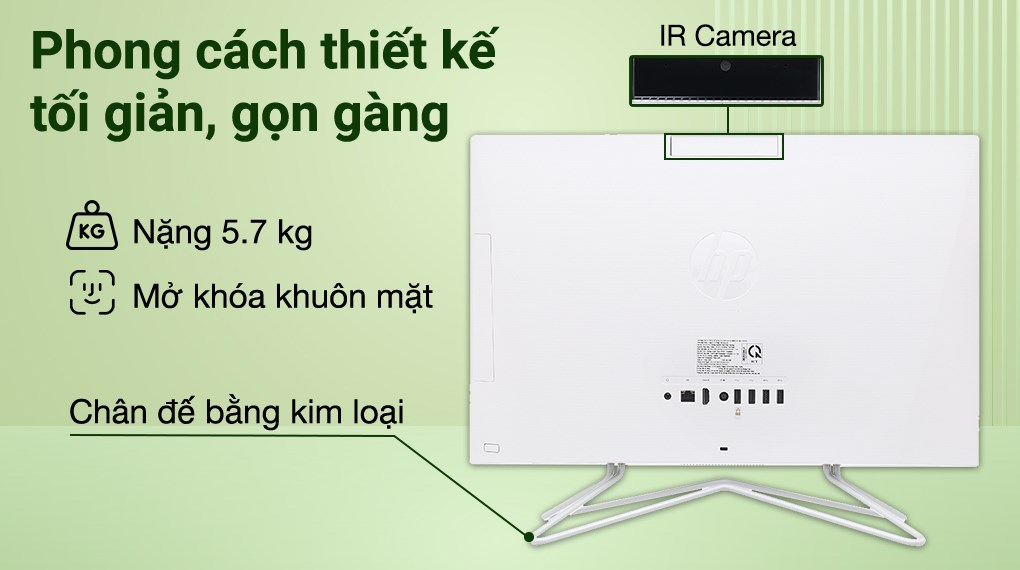 Phong cách thiết kế
tối giản, gọn gàng
IR Camera
KG
Nặng 5.7 kg
Mở khóa khuôn mặt
hp
Chân đế bằng kim loại